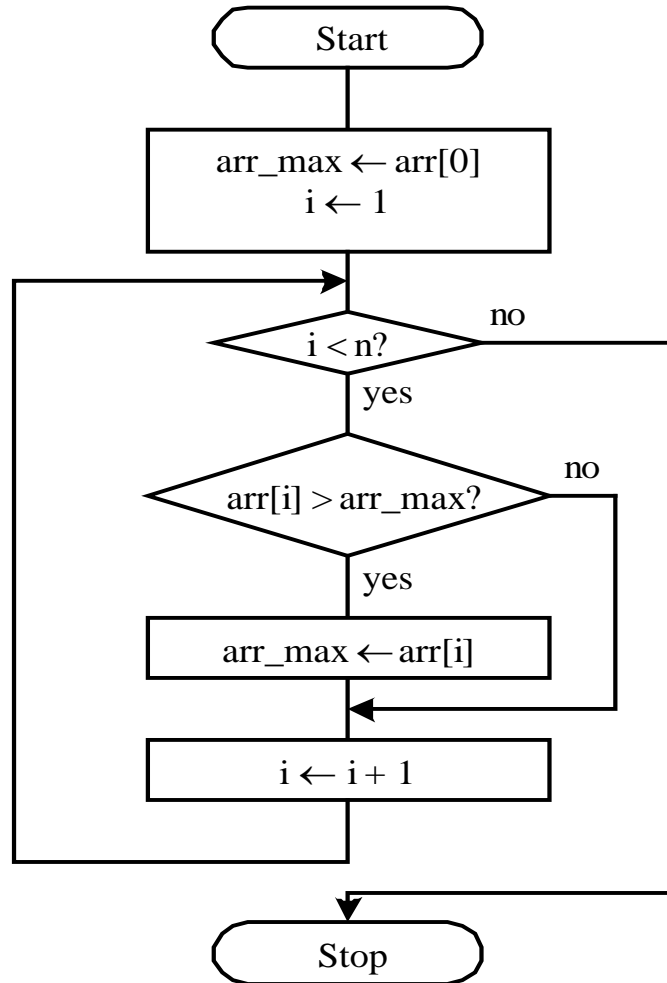 Start
arr_max ← arr[0]
i ← 1
i < n?
no
yes
arr[i] > arr_max?
no
yes
arr_max ← arr[i]
i ← i + 1
Stop